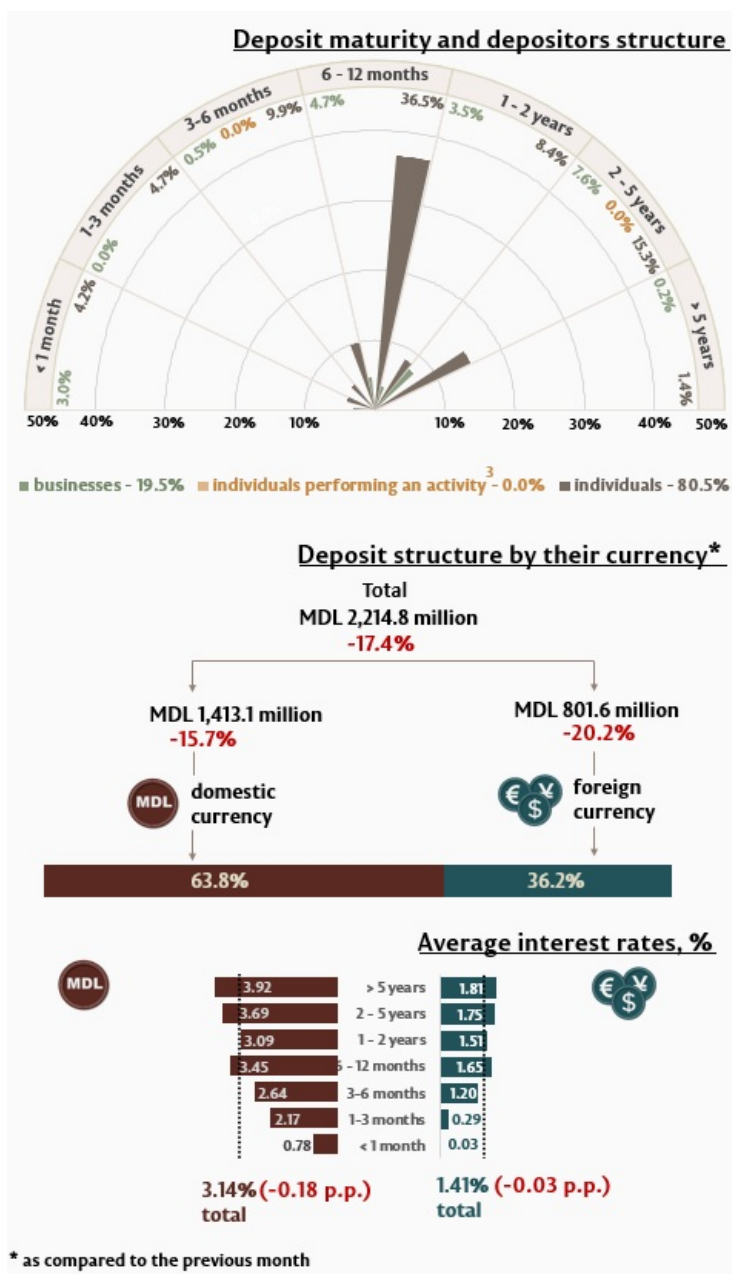 Deposit maturity and depositors structure
< 1 month
1-3 months
3-6 months
6 - 12 months
1 - 2 years
2 - 5 years
> 5 years
3.0%
4.2%
0.0%
4.7%
0.5%
0.0%
9.9%
4.7%
36.5%
3.5%
8.4%
7.6%
0.0%
15.3%
0.2%
1.4%
50% 40% 30% 20% 10% 10% 20% 30% 40% 50%
businesses - 19.5% individuals performing an activity³ - 0.0% individuals - 80.5%
Deposit structure by their currency*
Total
MDL 2,214.8 million
-17.4%
MDL 1,413.1 million
-15.7%
MDL 801.6 million
-20.2%
MDL
domestic
currency
€ ¥ $
foreign
currency
63.8% 36.2%
Average interest rates, %
MDL
€ ¥ $
3.92 > 5 years 1.81
3.69 2 - 5 years 1.75
3.09 1 - 2 years 1.51
3.45 6 - 12 months 1.65
2.64 3-6 months 1.20
2.17 1-3 months 0.29
0.78 < 1 month 0.03
3.14% (-0.18 p.p.)
total
1.41% (-0.03 p.p.)
total
* as compared to the previous month